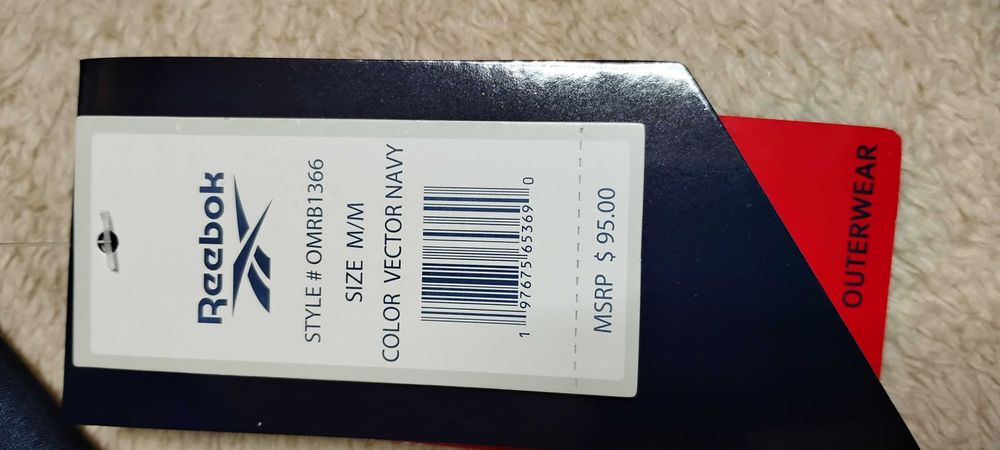 Reebok
STYLE # OMRB1366
SIZE M/M
COLOR VECTOR NAVY
1 97675 65369 0
MSRP $ 95.00
OUTERWEAR